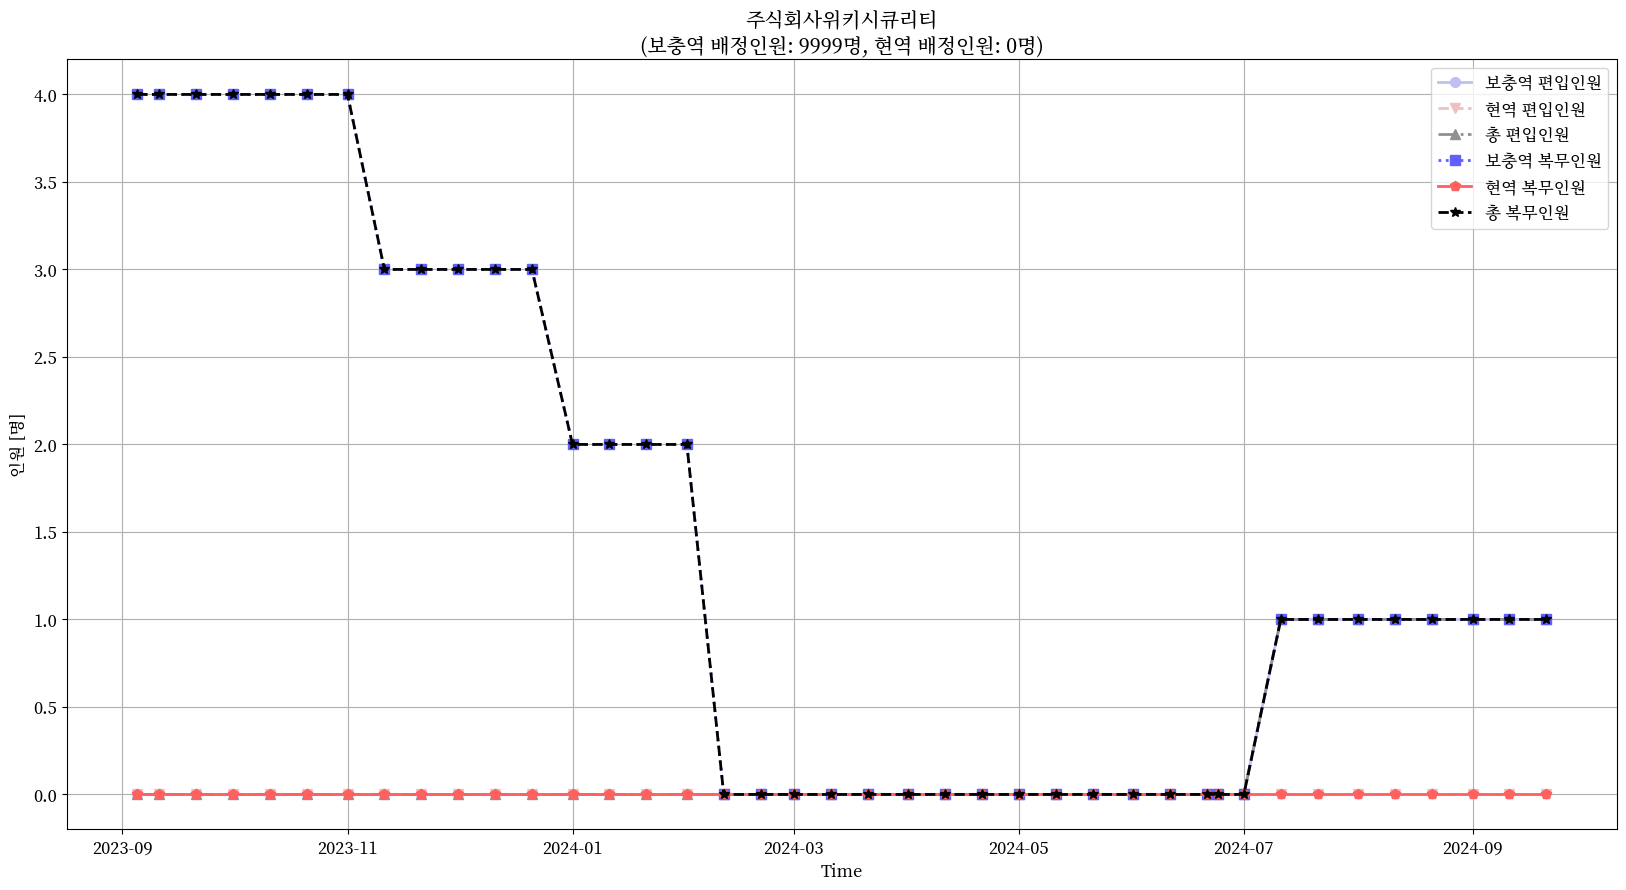 주식회사위키시큐리티
(보충역 배정인원: 9999명, 현역 배정인원: 0명)
보충역 편입인원
현역 편입인원
총 편입인원
보충역 복무인원
현역 복무인원
총 복무인원
인원 [명]
4.0
3.5
3.0
2.5
2.0
1.5
1.0
0.5
0.0
2023-09
2023-11
2024-01
2024-03
2024-05
2024-07
2024-09
Time